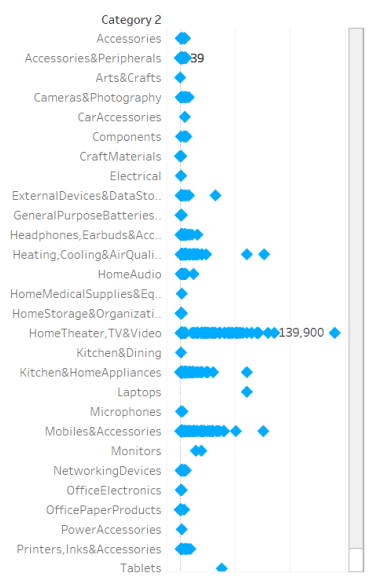 Category 2
Accessories
Accessories&Peripherals 39
Arts&Crafts
Cameras&Photography
CarAccessories
Components
CraftMaterials
Electrical
ExternalDevices&DataSto..
GeneralPurposeBatteries..
Headphones,Earbuds&Acc..
Heating,Cooling&AirQuali..
HomeAudio
HomeMedicalSupplies&Eq..
HomeStorage&Organizati..
HomeTheater,TV&Video 139,900
Kitchen&Dining
Kitchen&HomeAppliances
Laptops
Microphones
Mobiles&Accessories
Monitors
NetworkingDevices
OfficeElectronics
OfficePaperProducts
PowerAccessories
Printers,Inks&Accessories
Tablets